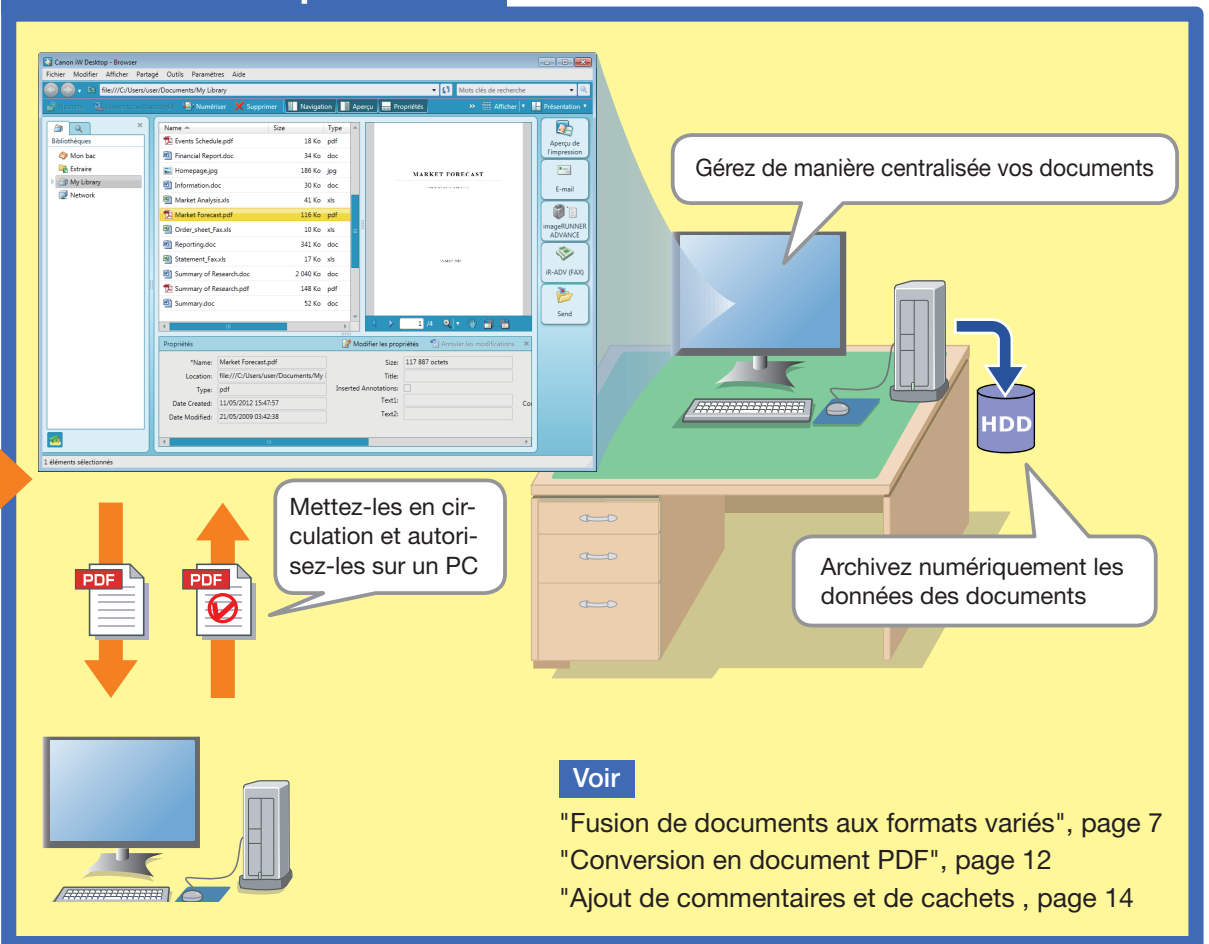 Canon iW Desktop - Browser
Fichier Modifier Afficher Partagé Outils Paramètres Aide
file:///C:/Users/user/Documents/My Library
Mots clés de recherche
Numériser Supprimer Navigation Aperçu Propriétés » Afficher Présentation
Bibliothèques
Mon bac
Extraire
My Library
Network
Name Size Type
Events Schedule.pdf 18 Ko pdf
Financial Report.doc 34 Ko doc
Homepage.jpg 186 Ko jpg
Information.doc 30 Ko doc
Market Analysis.xls 41 Ko xls
Market Forecast.pdf 116 Ko pdf
Order_sheet_Fax.xls 10 Ko xls
Reporting.doc 341 Ko doc
Statement_Fax.xls 17 Ko xls
Summary of Research.doc 2 040 Ko doc
Summary of Research.pdf 148 Ko pdf
Summary.doc 52 Ko doc
MARKET FORECAST
1 /4
Aperçu de
l'impression
E-mail
imageRUNNER
ADVANCE
iR-ADV (FAX)
Send
Propriétés Modifier les propriétés Annuler les modifications
*Name: Market Forecast.pdf
Location: file:///C:/Users/user/Documents/My
Type: pdf
Date Created: 11/05/2012 15:47:57
Date Modified: 21/05/2009 03:42:38
Size: 117 887 octets
Title:
Inserted Annotations:
Text1:
Text2:
Co
1 éléments sélectionnés
Gérez de manière centralisée vos documents
HDD
Mettez-les en cir-
culation et autori-
sez-les sur un PC
PDF
PDF
Archivez numériquement les
données des documents
Voir
"Fusion de documents aux formats variés", page 7
"Conversion en document PDF", page 12
"Ajout de commentaires et de cachets , page 14